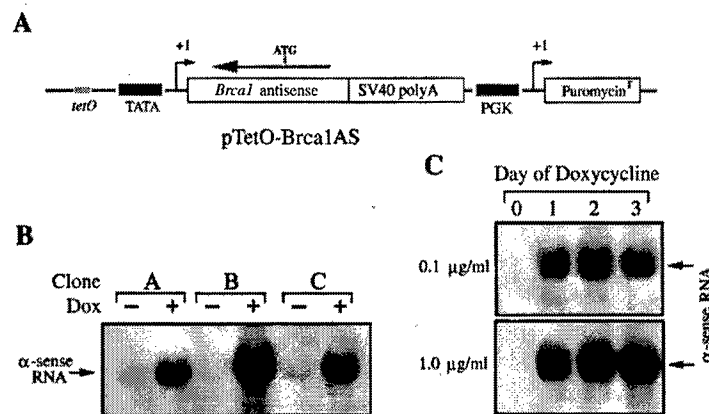 A
+1
ATG
+1
Brca1 antisense
SV40 polyA
Puromycin r
tetO
TATA
PGK
pTetO-Brca1AS
B
Clone A B C
Dox – + – + – +
α-sense
RNA
C
Day of Doxycycline
0 1 2 3
0.1 µg/ml
1.0 µg/ml
α-sense RNA